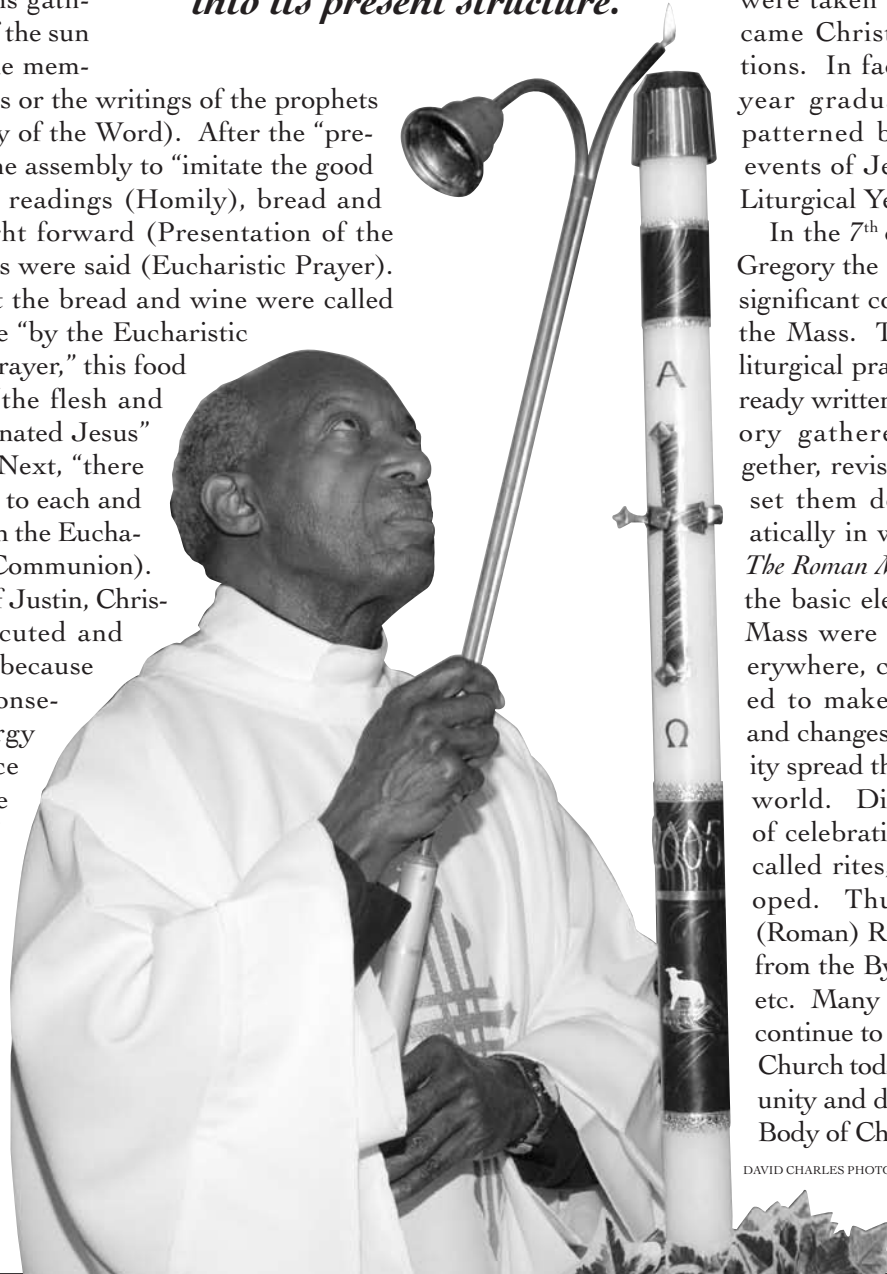 into its present structure.
gath-
the sun
mem-
s or the writings of the prophets
y of the Word).  After the “pre-
he assembly to “imitate the good
readings (Homily), bread and
ht forward (Presentation of the
s were said (Eucharistic Prayer).
t the bread and wine were called
e “by the Eucharistic
rayer,” this food
the flesh and
nated Jesus”
Next, “there
to each and
n the Eucha-
Communion).
f Justin, Chris-
cuted and
because
onse-
rgy
ce
e
were taken
came Christ
tions.  In fac
year gradu
patterned b
events of Je
Liturgical Ye
In the 7th
Gregory the
significant co
the Mass.  T
liturgical pra
ready written
ory gathere
gether, revis
set them d
atically in v
The Roman M
the basic ele
Mass were
erywhere, c
ed to make
and changes
ity spread th
world.  Di
of celebrati
called rites,
oped.  Thu
(Roman) R
from the By
etc.  Many
continue to
Church tod
unity and d
Body of Ch
DAVID CHARLES PHOTO
Α
Ω
2005